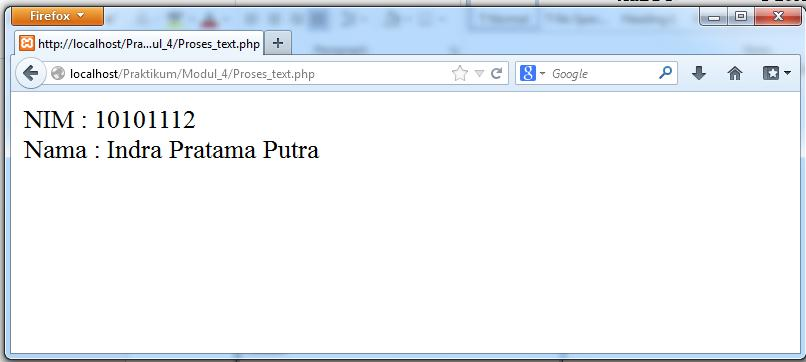 Firefox
http://localhost/Pra...ul_4/Proses_text.php
localhost/Praktikum/Modul_4/Proses_text.php
Google
NIM : 10101112
Nama : Indra Pratama Putra